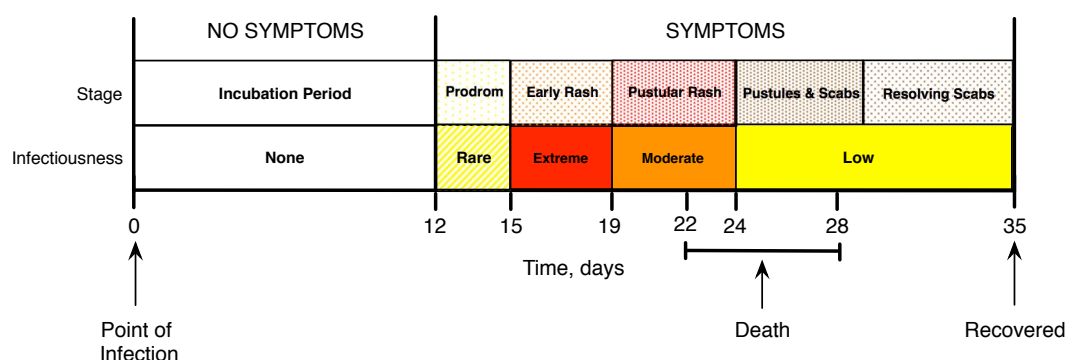 NO SYMPTOMS SYMPTOMS
Stage Incubation Period Prodrom Early Rash Pustular Rash Pustules & Scabs Resolving Scabs
Infectiousness None Rare Extreme Moderate Low
0 12 15 19 22 24 28 35
Time, days
Point of Infection
Death
Recovered